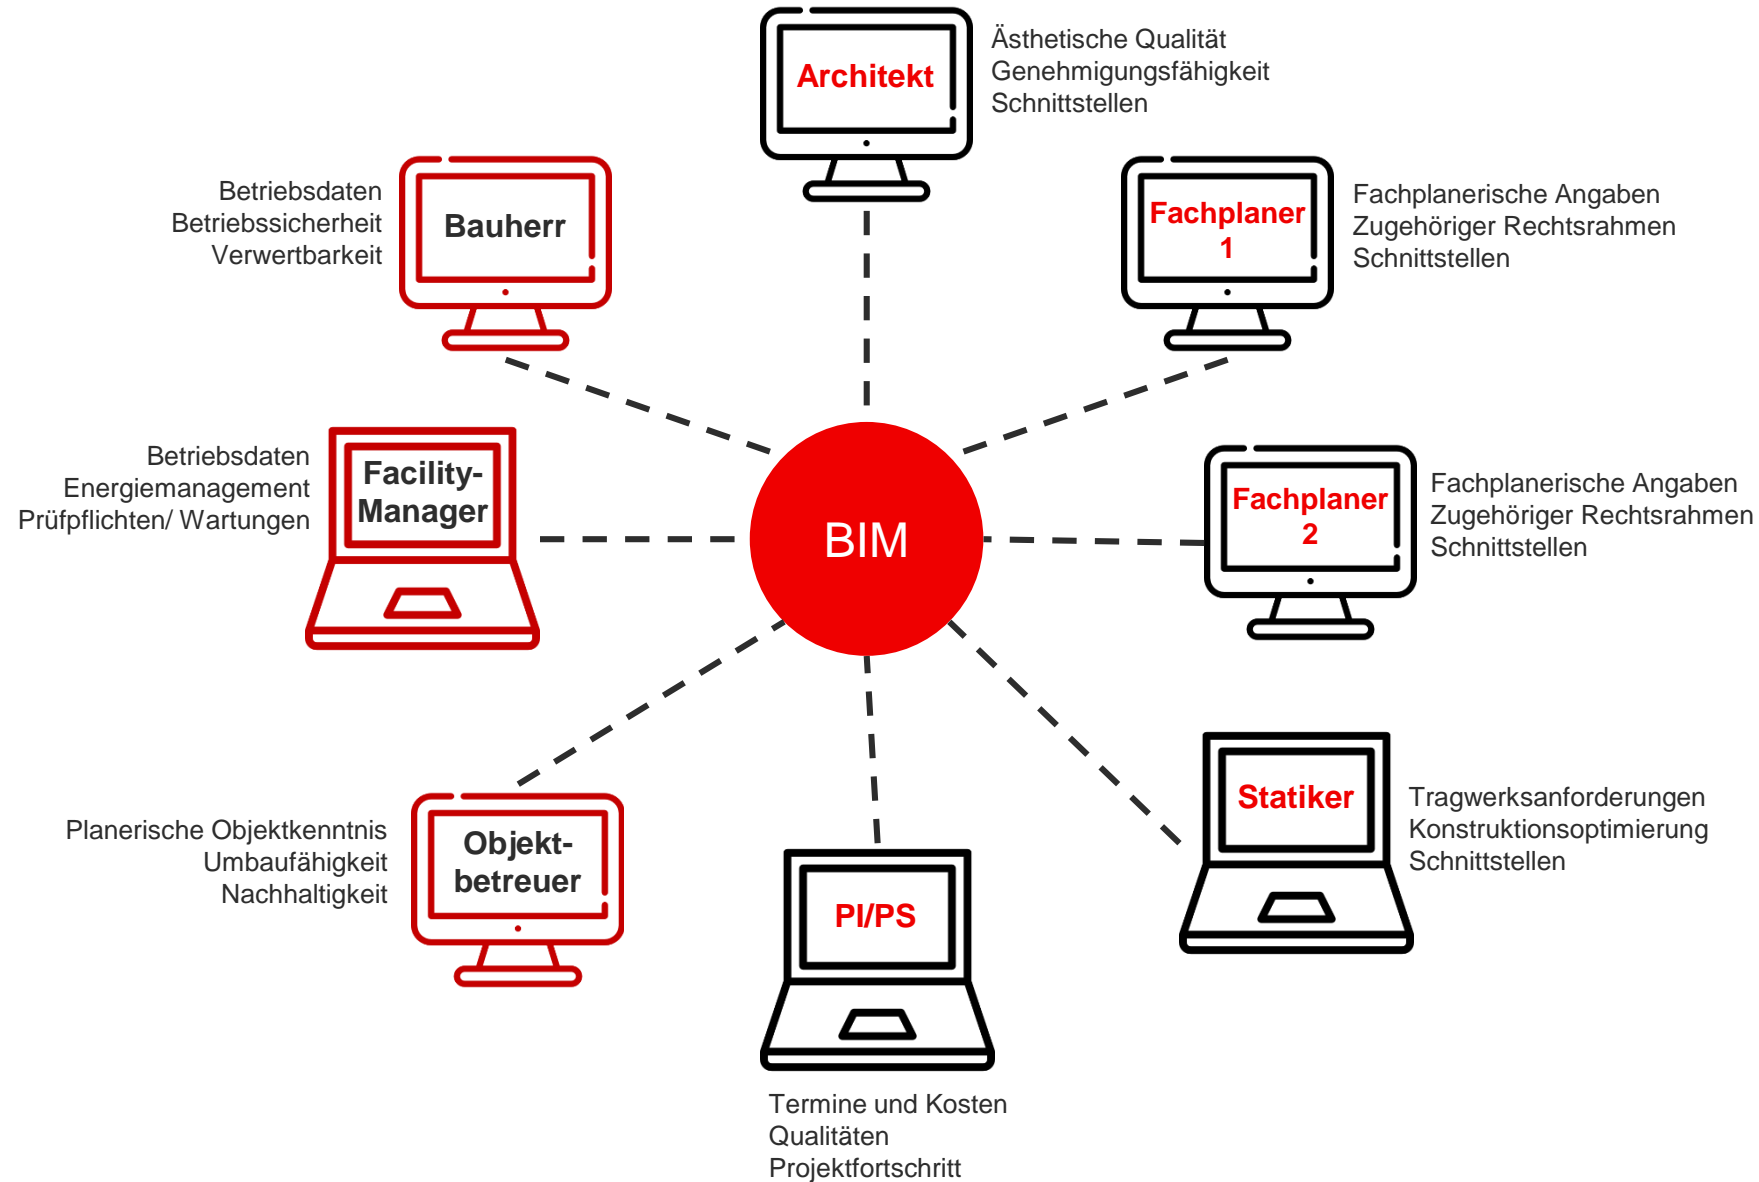 Architekt
Ästhetische Qualität
Genehmigungsfähigkeit
Schnittstellen
Betriebsdaten
Betriebssicherheit
Verwertbarkeit
Bauherr
Fachplaner
1
Fachplanerische Angaben
Zugehöriger Rechtsrahmen
Schnittstellen
Betriebsdaten
Energiemanagement
Prüfpflichten/ Wartungen
Facility-
Manager
BIM
Fachplaner
2
Fachplanerische Angaben
Zugehöriger Rechtsrahmen
Schnittstellen
Planerische Objektkenntnis
Umbaufähigkeit
Nachhaltigkeit
Objekt-
betreuer
PI/PS
Termine und Kosten
Qualitäten
Projektfortschritt
Statiker
Tragwerksanforderungen
Konstruktionsoptimierung
Schnittstellen